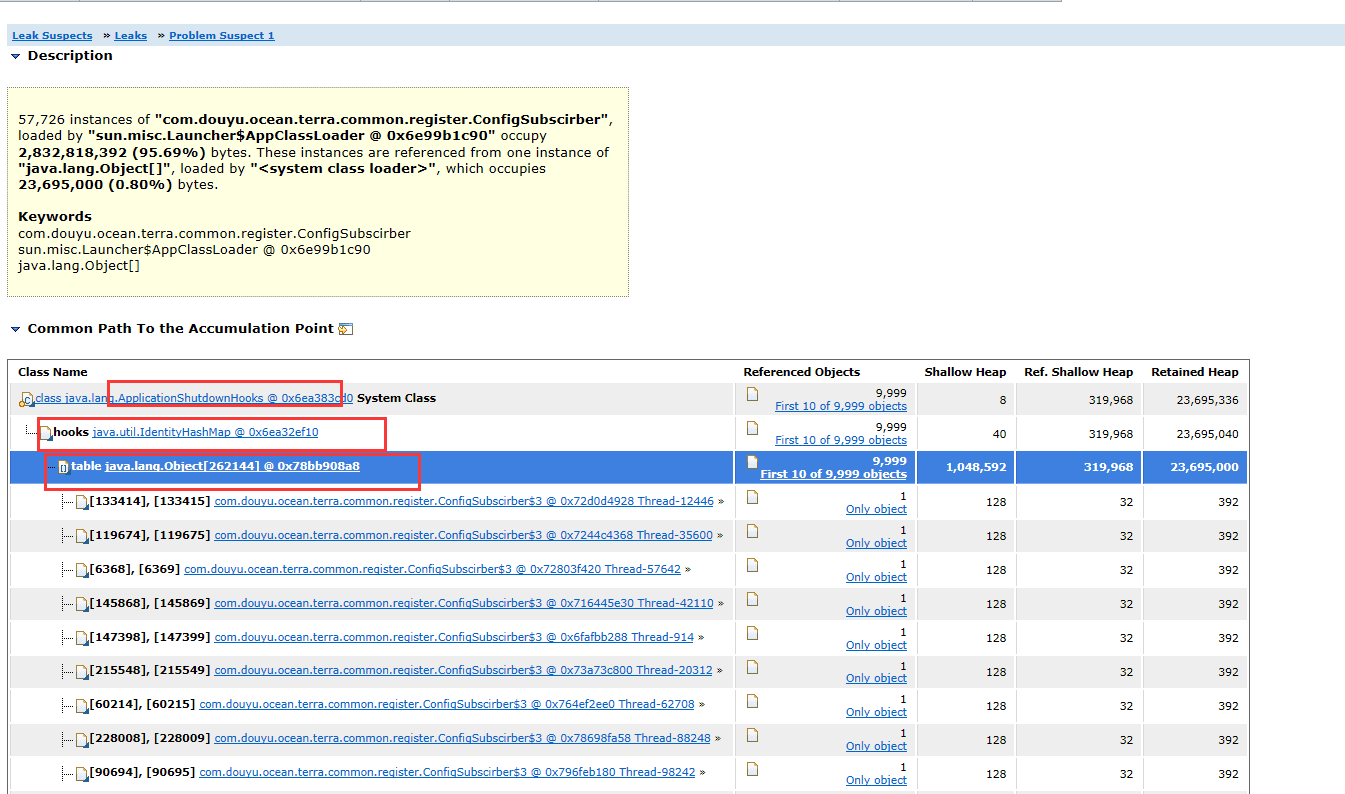 Leak Suspects » Leaks » Problem Suspect 1
Description
57,726 instances of "com.douyu.ocean.terra.common.register.ConfigSubscirber",
loaded by "sun.misc.Launcher$AppClassLoader @ 0x6e99b1c90" occupy
2,832,818,392 (95.69%) bytes. These instances are referenced from one instance of
"java.lang.Object[]", loaded by "<system class loader>", which occupies
23,695,000 (0.80%) bytes.
Keywords
com.douyu.ocean.terra.common.register.ConfigSubscirber
sun.misc.Launcher$AppClassLoader @ 0x6e99b1c90
java.lang.Object[]
Common Path To the Accumulation Point
Class Name Referenced Objects Shallow Heap Ref. Shallow Heap Retained Heap
class java.lang.ApplicationShutdownHooks @ 0x6ea383cd0 System Class 9,999 8 319,968 23,695,336
First 10 of 9,999 objects
hooks java.util.IdentityHashMap @ 0x6ea32ef10 9,999 40 319,968 23,695,040
First 10 of 9,999 objects
table java.lang.Object[262144] @ 0x78bb908a8 9,999 1,048,592 319,968 23,695,000
First 10 of 9,999 objects
[133414], [133415] com.douyu.ocean.terra.common.register.ConfigSubscirber$3 @ 0x72d0d4928 Thread-12446 » 1 128 32 392
Only object
[119674], [119675] com.douyu.ocean.terra.common.register.ConfigSubscirber$3 @ 0x7244c4368 Thread-35600 » 1 128 32 392
Only object
[6368], [6369] com.douyu.ocean.terra.common.register.ConfigSubscirber$3 @ 0x72803f420 Thread-57642 » 1 128 32 392
Only object
[145868], [145869] com.douyu.ocean.terra.common.register.ConfigSubscirber$3 @ 0x716445e30 Thread-42110 » 1 128 32 392
Only object
[147398], [147399] com.douyu.ocean.terra.common.register.ConfigSubscirber$3 @ 0x6fafbb288 Thread-914 » 1 128 32 392
Only object
[215548], [215549] com.douyu.ocean.terra.common.register.ConfigSubscirber$3 @ 0x73a73c800 Thread-20312 » 1 128 32 392
Only object
[60214], [60215] com.douyu.ocean.terra.common.register.ConfigSubscirber$3 @ 0x764ef2ee0 Thread-62708 » 1 128 32 392
Only object
[228008], [228009] com.douyu.ocean.terra.common.register.ConfigSubscirber$3 @ 0x78698fa58 Thread-88248 » 1 128 32 392
Only object
[90694], [90695] com.douyu.ocean.terra.common.register.ConfigSubscirber$3 @ 0x796feb180 Thread-98242 » 1 128 32 392
Only object